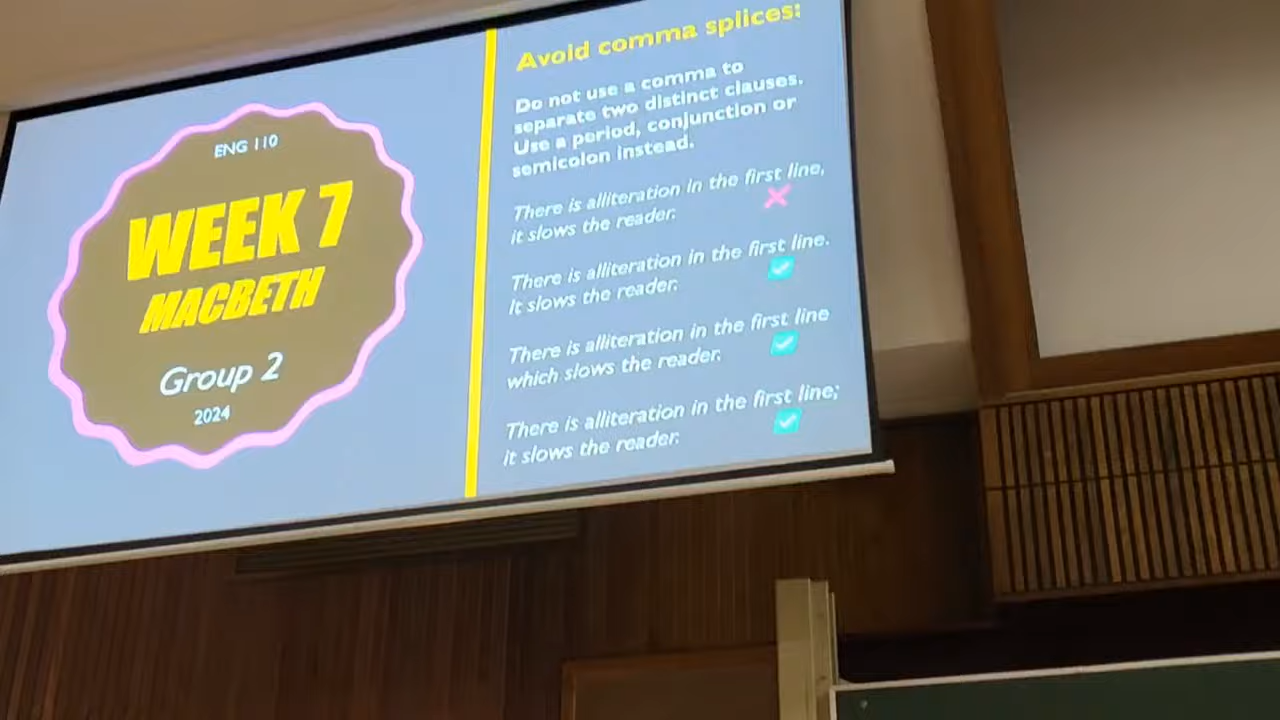 ENG 110
WEEK 7
MACBETH
Group 2
2024
Avoid comma splices:
Do not use a comma to
separate two distinct clauses.
Use a period, conjunction or
semicolon instead.
There is alliteration in the first line,
it slows the reader.
There is alliteration in the first line.
It slows the reader.
There is alliteration in the first line
which slows the reader.
There is alliteration in the first line;
it slows the reader.